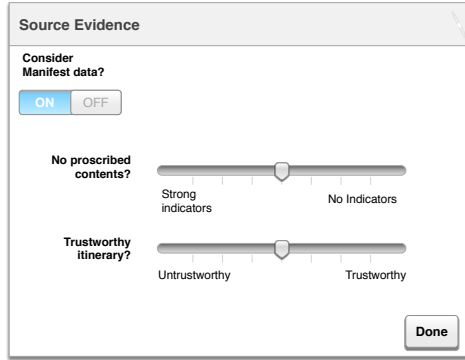 Source Evidence
Consider
Manifest data?
ON OFF
No proscribed
contents?
Strong
indicators
No Indicators
Trustworthy
itinerary?
Untrustworthy
Trustworthy
Done